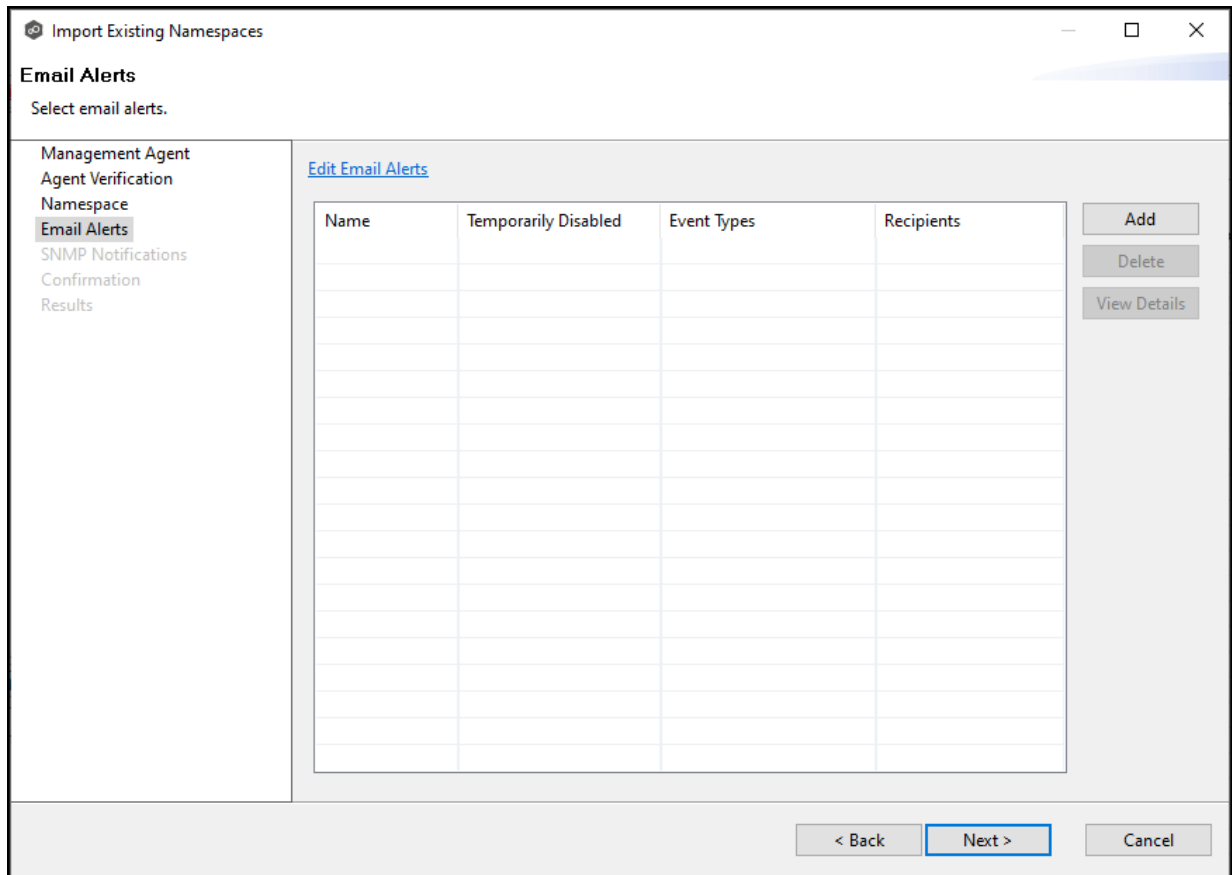 Import Existing Namespaces
Email Alerts
Select email alerts.
Management Agent
Agent Verification
Namespace
Email Alerts
SNMP Notifications
Confirmation
Results
Edit Email Alerts
Name Temporarily Disabled Event Types Recipients
Add
Delete
View Details
< Back Next > Cancel